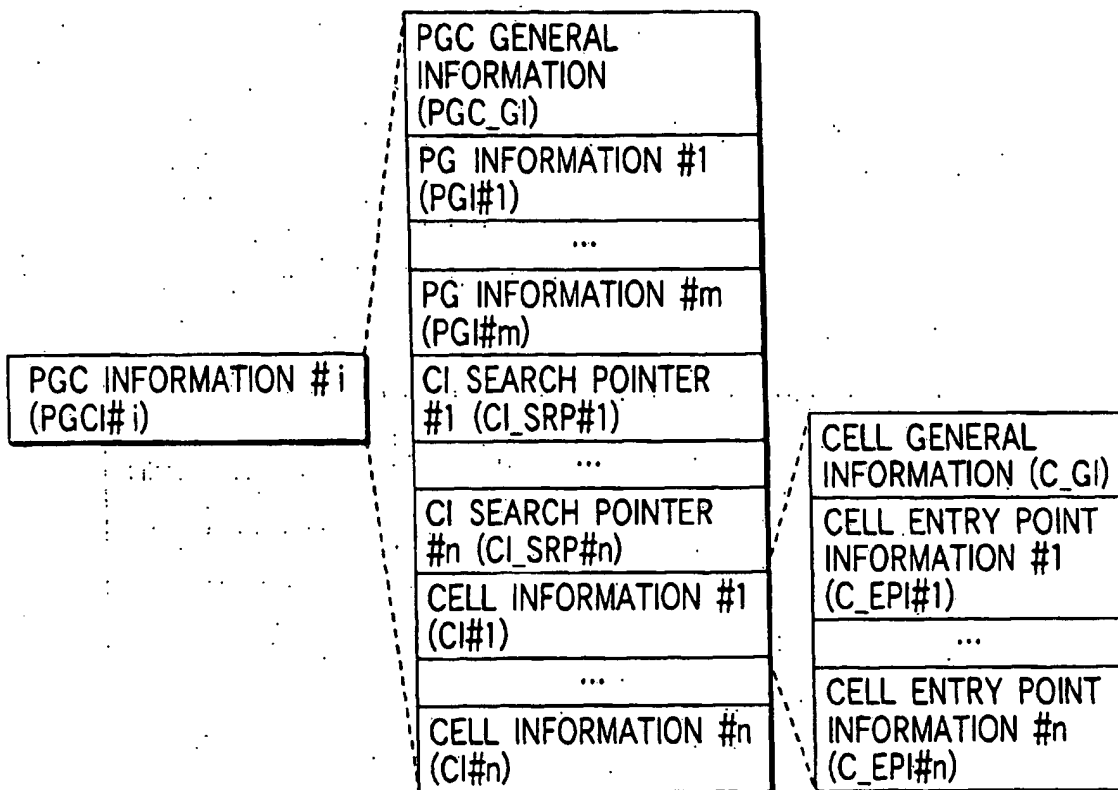 PGC INFORMATION #i
(PGCI#i)
PGC GENERAL
INFORMATION
(PGC_GI)
PG INFORMATION #1
(PGI#1)
...
PG INFORMATION #m
(PGI#m)
CI SEARCH POINTER
#1 (CI_SRP#1)
...
CI SEARCH POINTER
#n (CI_SRP#n)
CELL INFORMATION #1
(CI#1)
...
CELL INFORMATION #n
(CI#n)
CELL GENERAL
INFORMATION (C_GI)
CELL ENTRY POINT
INFORMATION #1
(C_EPI#1)
...
CELL ENTRY POINT
INFORMATION #n
(C_EPI#n)